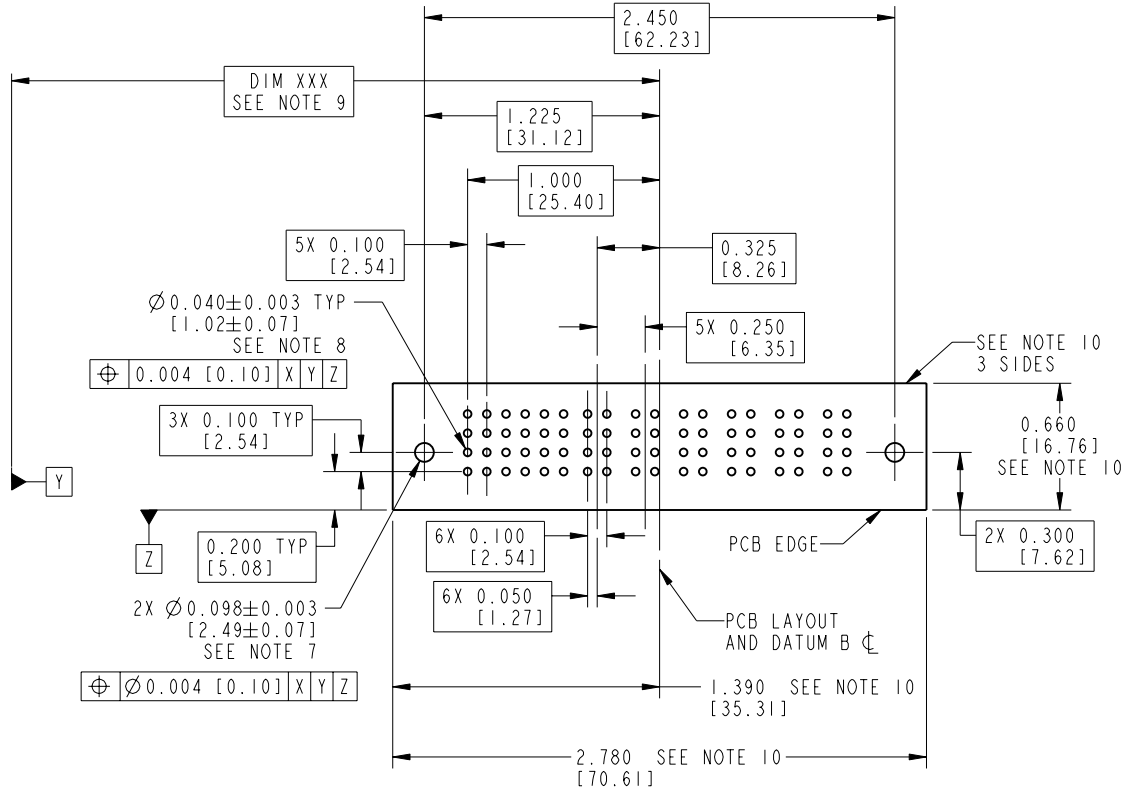 2.450
[62.23]
DIM XXX
SEE NOTE 9
1.225
[31.12]
1.000
[25.40]
5X 0.100
[2.54]
0.325
[8.26]
Ø0.040±0.003 TYP
[1.02±0.07]
SEE NOTE 8
⌖ 0.004 [0.10] X Y Z
5X 0.250
[6.35]
SEE NOTE 10
3 SIDES
3X 0.100 TYP
[2.54]
0.660
[16.76]
SEE NOTE 10
Y
Z
0.200 TYP
[5.08]
6X 0.100
[2.54]
PCB EDGE
2X 0.300
[7.62]
6X 0.050
[1.27]
2X Ø0.098±0.003
[2.49±0.07]
SEE NOTE 7
⌖ Ø0.004 [0.10] X Y Z
PCB LAYOUT
AND DATUM B ℄
1.390 SEE NOTE 10
[35.31]
2.780 SEE NOTE 10
[70.61]